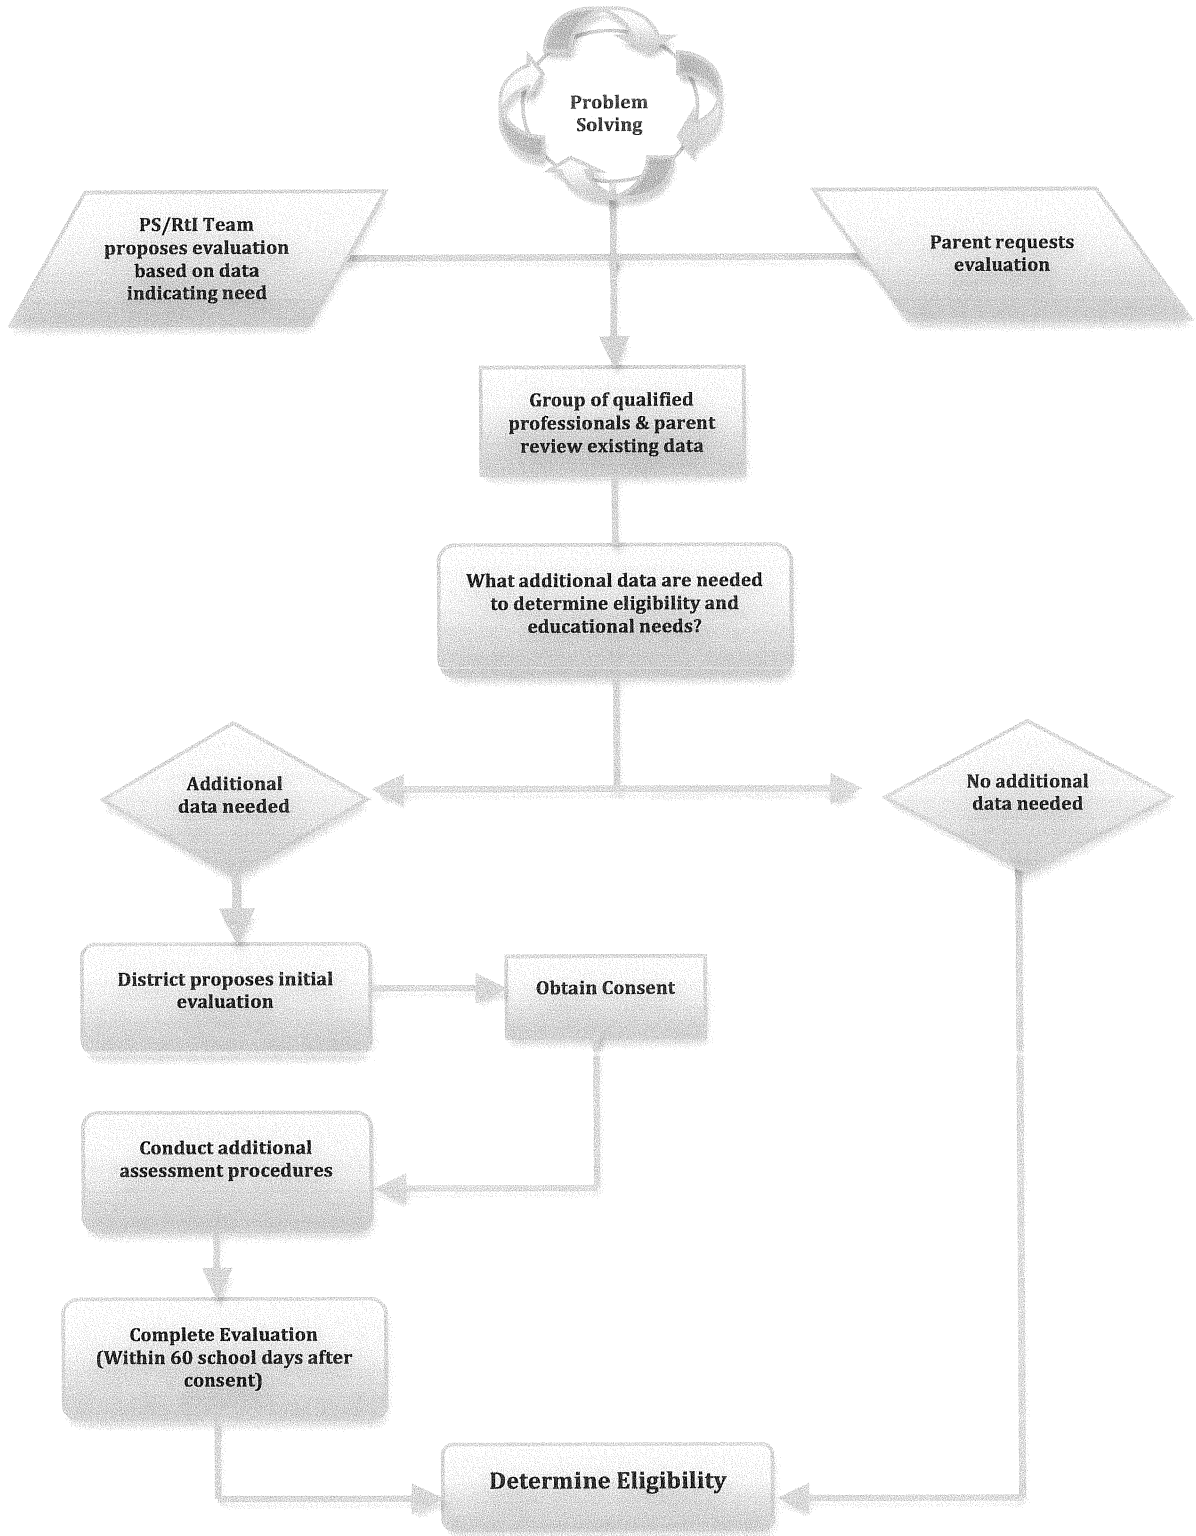 Problem
Solving
PS/RtI Team
proposes evaluation
based on data
indicating need
Parent requests
evaluation
Group of qualified
professionals & parent
review existing data
What additional data are needed
to determine eligibility and
educational needs?
Additional
data needed
No additional
data needed
District proposes initial
evaluation
Obtain Consent
Conduct additional
assessment procedures
Complete Evaluation
(Within 60 school days after
consent)
Determine Eligibility